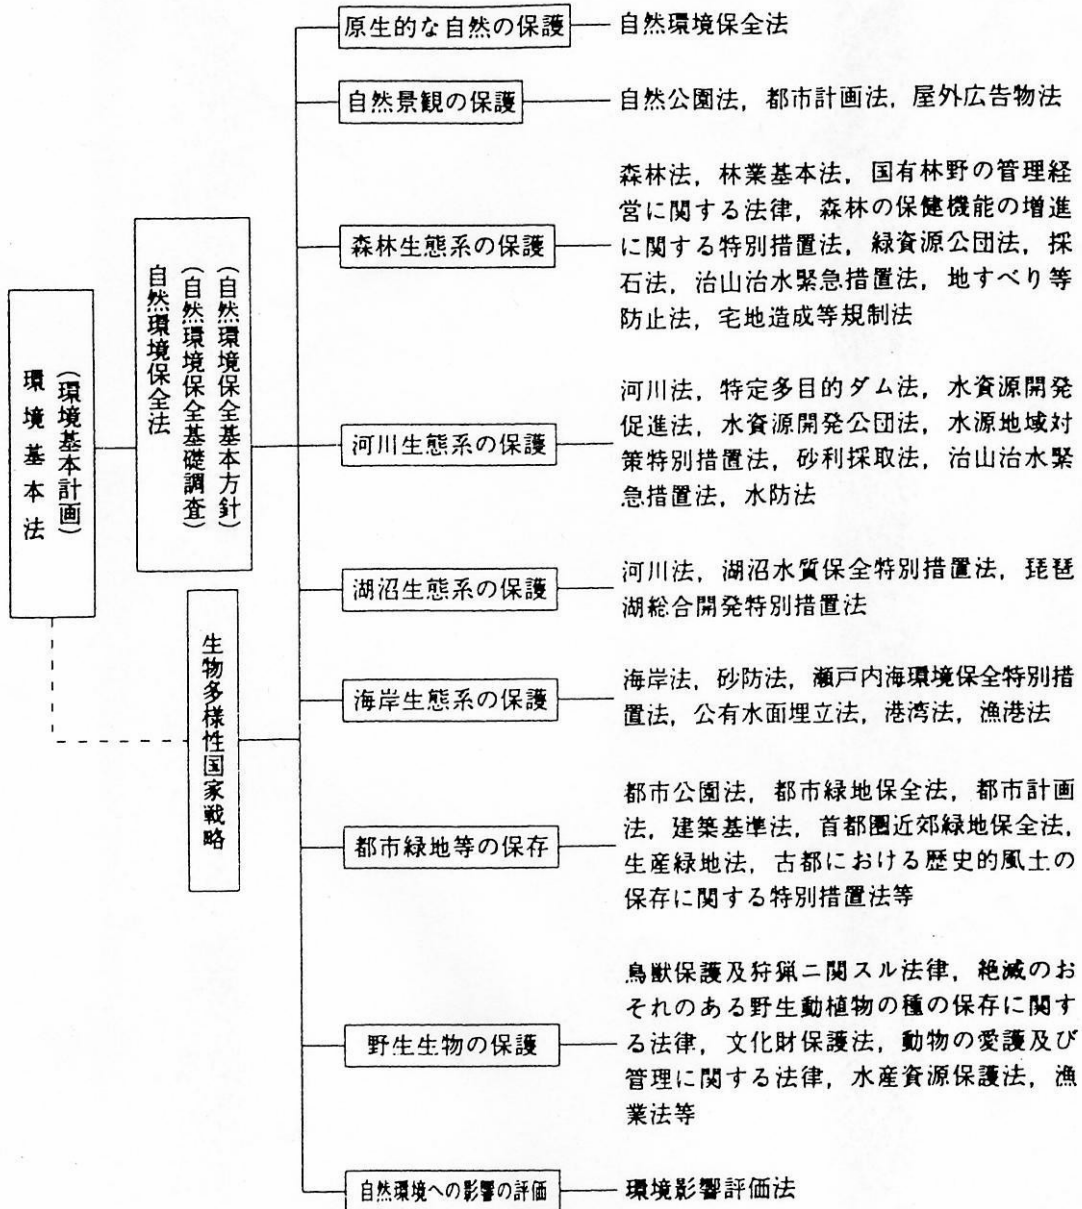 環境基本法
(環境基本計画)
自然環境保全法
(自然環境保全基礎調査)
(自然環境保全基本方針)
生物多様性国家戦略
原生的な自然の保護
自然環境保全法
自然景観の保護
自然公園法，都市計画法，屋外広告物法
森林生態系の保護
森林法，林業基本法，国有林野の管理経
営に関する法律，森林の保健機能の増進
に関する特別措置法，緑資源公団法，採
石法，治山治水緊急措置法，地すべり等
防止法，宅地造成等規制法
河川生態系の保護
河川法，特定多目的ダム法，水資源開発
促進法，水資源開発公団法，水源地域対
策特別措置法，砂利採取法，治山治水緊
急措置法，水防法
湖沼生態系の保護
河川法，湖沼水質保全特別措置法，琵琶
湖総合開発特別措置法
海岸生態系の保護
海岸法，砂防法，瀬戸内海環境保全特別措
置法，公有水面埋立法，港湾法，漁港法
都市緑地等の保存
都市公園法，都市緑地保全法，都市計画
法，建築基準法，首都圏近郊緑地保全法，
生産緑地法，古都における歴史的風土の
保存に関する特別措置法等
野生生物の保護
鳥獣保護及狩猟ニ関スル法律，絶滅のお
それのある野生動植物の種の保存に関す
る法律，文化財保護法，動物の愛護及び
管理に関する法律，水産資源保護法，漁
業法等
自然環境への影響の評価
環境影響評価法